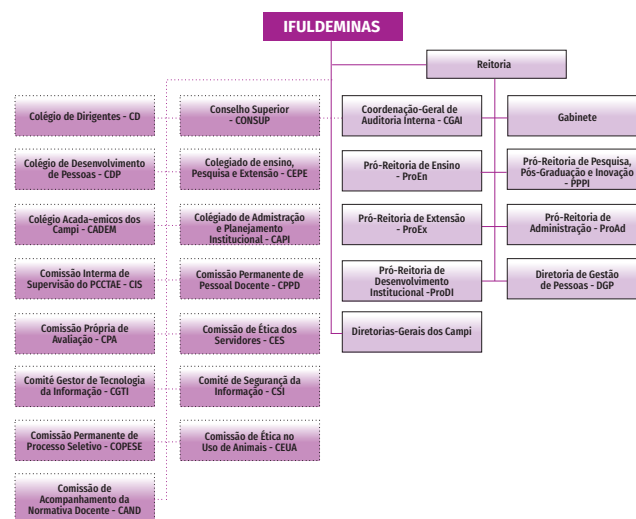 IFULDEMINAS
Reitoria
Colégio de Dirigentes - CD
Conselho Superior
- CONSUP
Coordenação-Geral de
Auditoria Interna - CGAI
Gabinete
Colégio de Desenvolvimento
de Pessoas - CDP
Colegiado de ensino,
Pesquisa e Extensão - CEPE
Pró-Reitoria de Ensino
- ProEn
Pró-Reitoria de Pesquisa,
Pós-Graduação e Inovação -
PPPI
Colégio Acada-emicos dos
Campi - CADEM
Colégiado de Admistração
e Planejamento
Institucional - CAPI
Pró-Reitoria de Extensão
- ProEx
Pró-Reitoria de
Administração - ProAd
Comissão Interma de
Supervisão do PCCTAE - CIS
Comissão Permanente de
Pessoal Docente - CPPD
Pró-Reitoria de
Desenvolvimento
Institucional -ProDI
Diretoria de Gestão
de Pessoas - DGP
Comissão Própria de
Avaliação - CPA
Comissão de Ética dos
Servidores - CES
Diretorias-Gerais dos Campi
Comité Gestor de Tecnologia
da Informação - CGTI
Comité de Seguranṣ̌a da
Informação - CSI
Comissão Permanente de
Processo Seletivo - COPESE
Comissão de Ética no
Uso de Animais - CEUA
Comissão de
Acompanhamento da
Normativa Docente - CAND